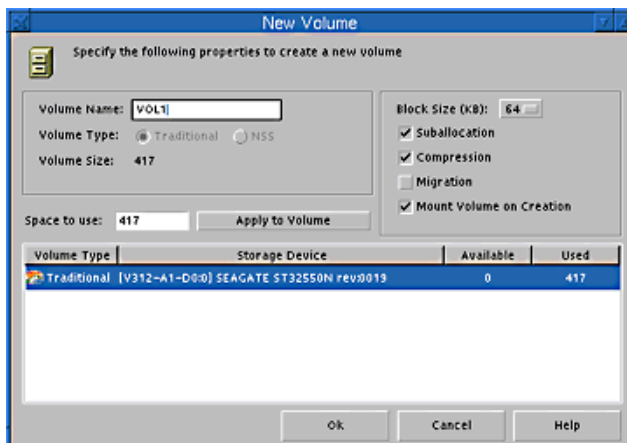 New Volume
Specify the following properties to create a new volume
Volume Name: VOL1
Volume Type: Traditional NSS
Volume Size: 417
Block Size (KB): 64
Suballocation
Compression
Migration
Mount Volume on Creation
Space to use: 417 Apply to Volume
Volume Type Storage Device Available Used
Traditional [V312-A1-D0:0] SEAGATE ST32550N rev:0019 0 417
Ok Cancel Help